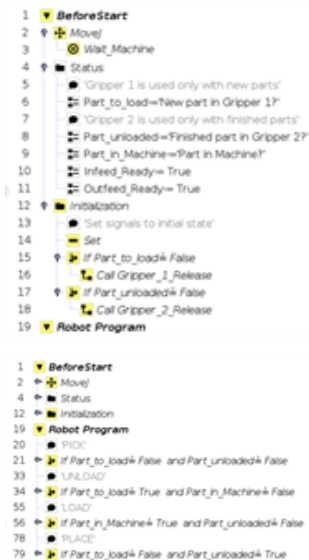 1 BeforeStart
2 MoveJ
3 Wait_Machine
4 Status
5 'Gripper 1 is used only with new parts'
6 Part_to_load='New part in Gripper 1?'
7 'Gripper 2 is used only with finished parts'
8 Part_unloaded='Finished part in Gripper 2?'
9 Part_in_Machine='Part in Machine?'
10 Infeed_Ready= True
11 Outfeed_Ready= True
12 Initialization
13 'Set signals to initial state'
14 Set
15 If Part_to_load≟ False
16 Call Gripper_1_Release
17 If Part_unloaded≟ False
18 Call Gripper_2_Release
19 Robot Program
1 BeforeStart
2 MoveJ
4 Status
12 Initialization
19 Robot Program
20 'PICK'
21 If Part_to_load≟ False and Part_unloaded≟ False
33 'UNLOAD'
34 If Part_to_load≟ True and Part_in_Machine≟ False
55 'LOAD'
56 If Part_in_Machine≟ True and Part_unloaded≟ False
78 'PLACE'
79 If Part_to_load≟ False and Part_unloaded≟ True